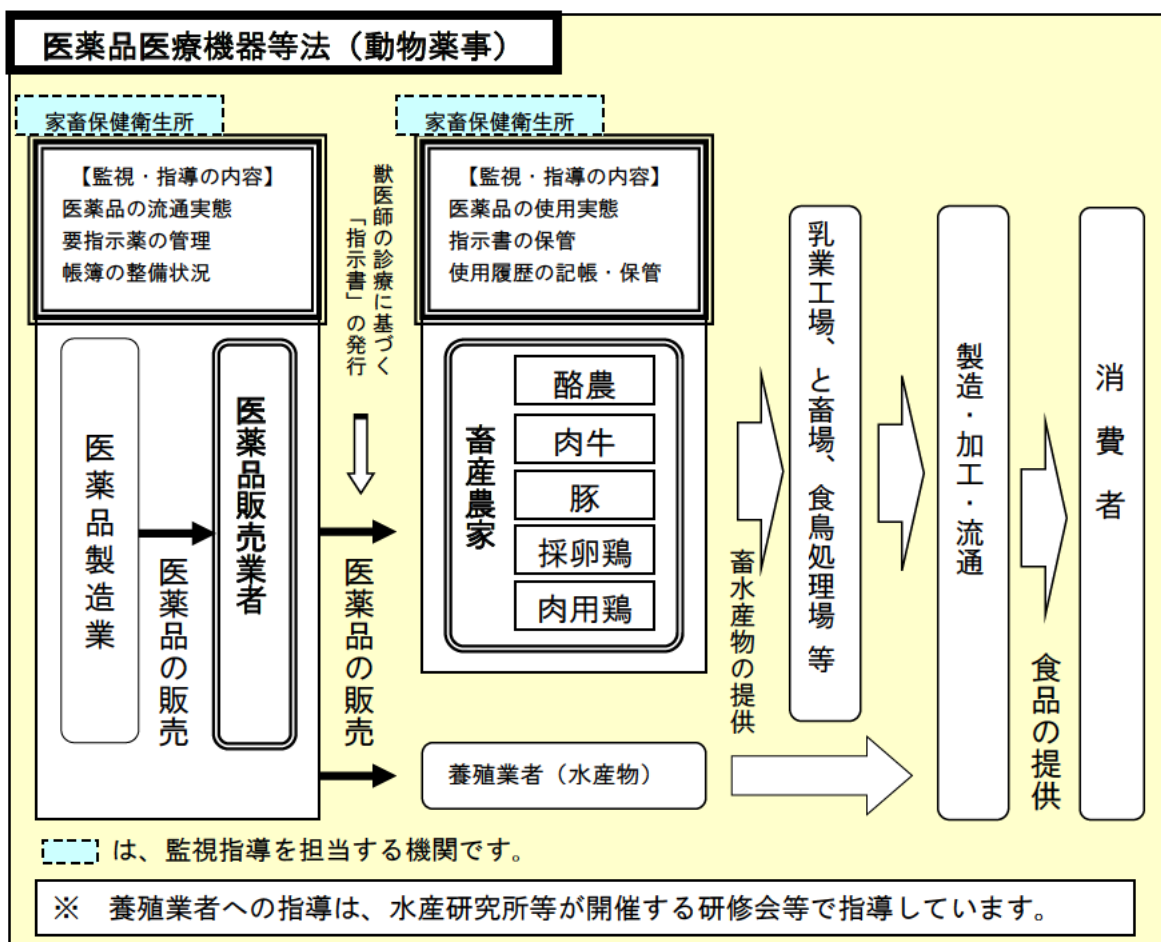 医薬品医療機器等法（動物薬事）
家畜保健衛生所
【監視・指導の内容】
医薬品の流通実態
要指示薬の管理
帳簿の整備状況
獣医師の診療に基づく
「指示書」の発行
家畜保健衛生所
【監視・指導の内容】
医薬品の使用実態
指示書の保管
使用履歴の記帳・保管
医薬品製造業
医薬品の販売
医薬品販売業者
医薬品の販売
畜産農家
酪農
肉牛
豚
採卵鶏
肉用鶏
養殖業者（水産物）
畜水産物の提供
乳業工場、と畜場、食鳥処理場 等
製造・加工・流通
食品の提供
消費者
は、監視指導を担当する機関です。
※　養殖業者への指導は、水産研究所等が開催する研修会等で指導しています。